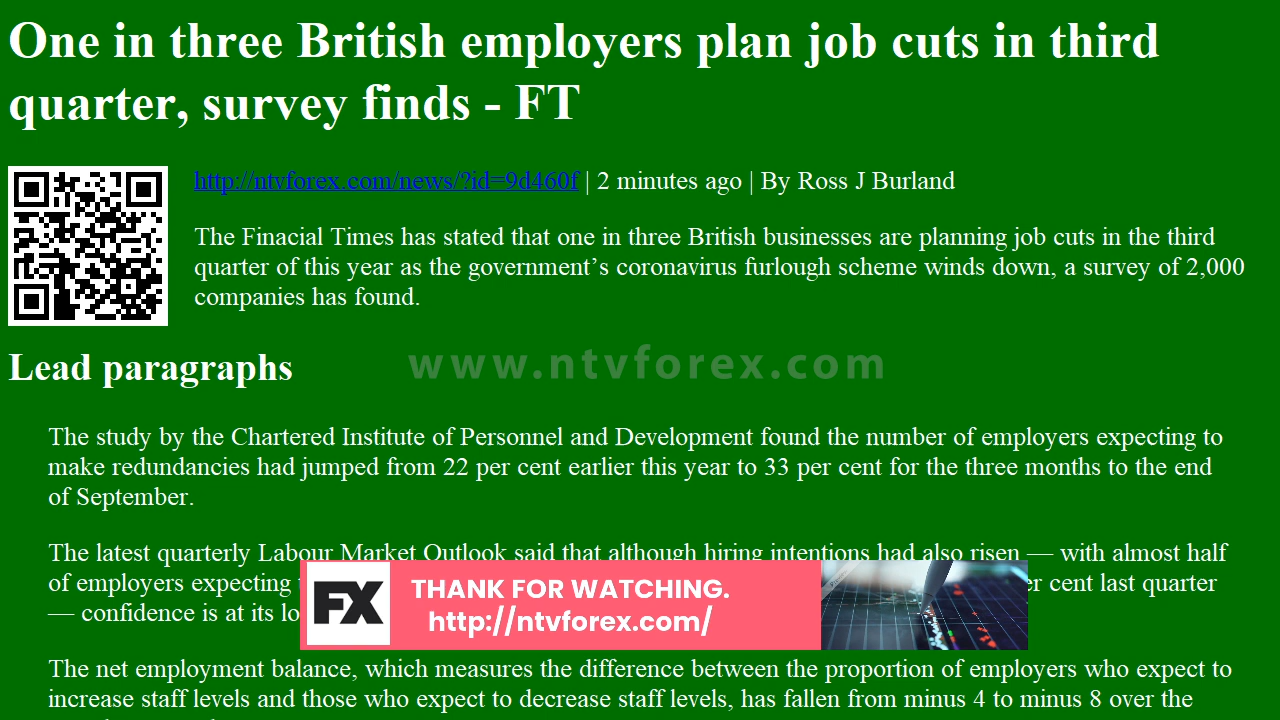 One in three British employers plan job cuts in third
quarter, survey finds - FT
http://ntvforex.com/news/?id=9d460f | 2 minutes ago | By Ross J Burland
The Finacial Times has stated that one in three British businesses are planning job cuts in the third
quarter of this year as the government’s coronavirus furlough scheme winds down, a survey of 2,000
companies has found.
www.ntvforex.com
Lead paragraphs
The study by the Chartered Institute of Personnel and Development found the number of employers expecting to
make redundancies had jumped from 22 per cent earlier this year to 33 per cent for the three months to the end
of September.
The latest quarterly Labour Market Outlook said that although hiring intentions had also risen — with almost half
of employers expecting er cent last quarter
— confidence is at its lo
FX
THANK FOR WATCHING.
http://ntvforex.com/
The net employment balance, which measures the difference between the proportion of employers who expect to
increase staff levels and those who expect to decrease staff levels, has fallen from minus 4 to minus 8 over the